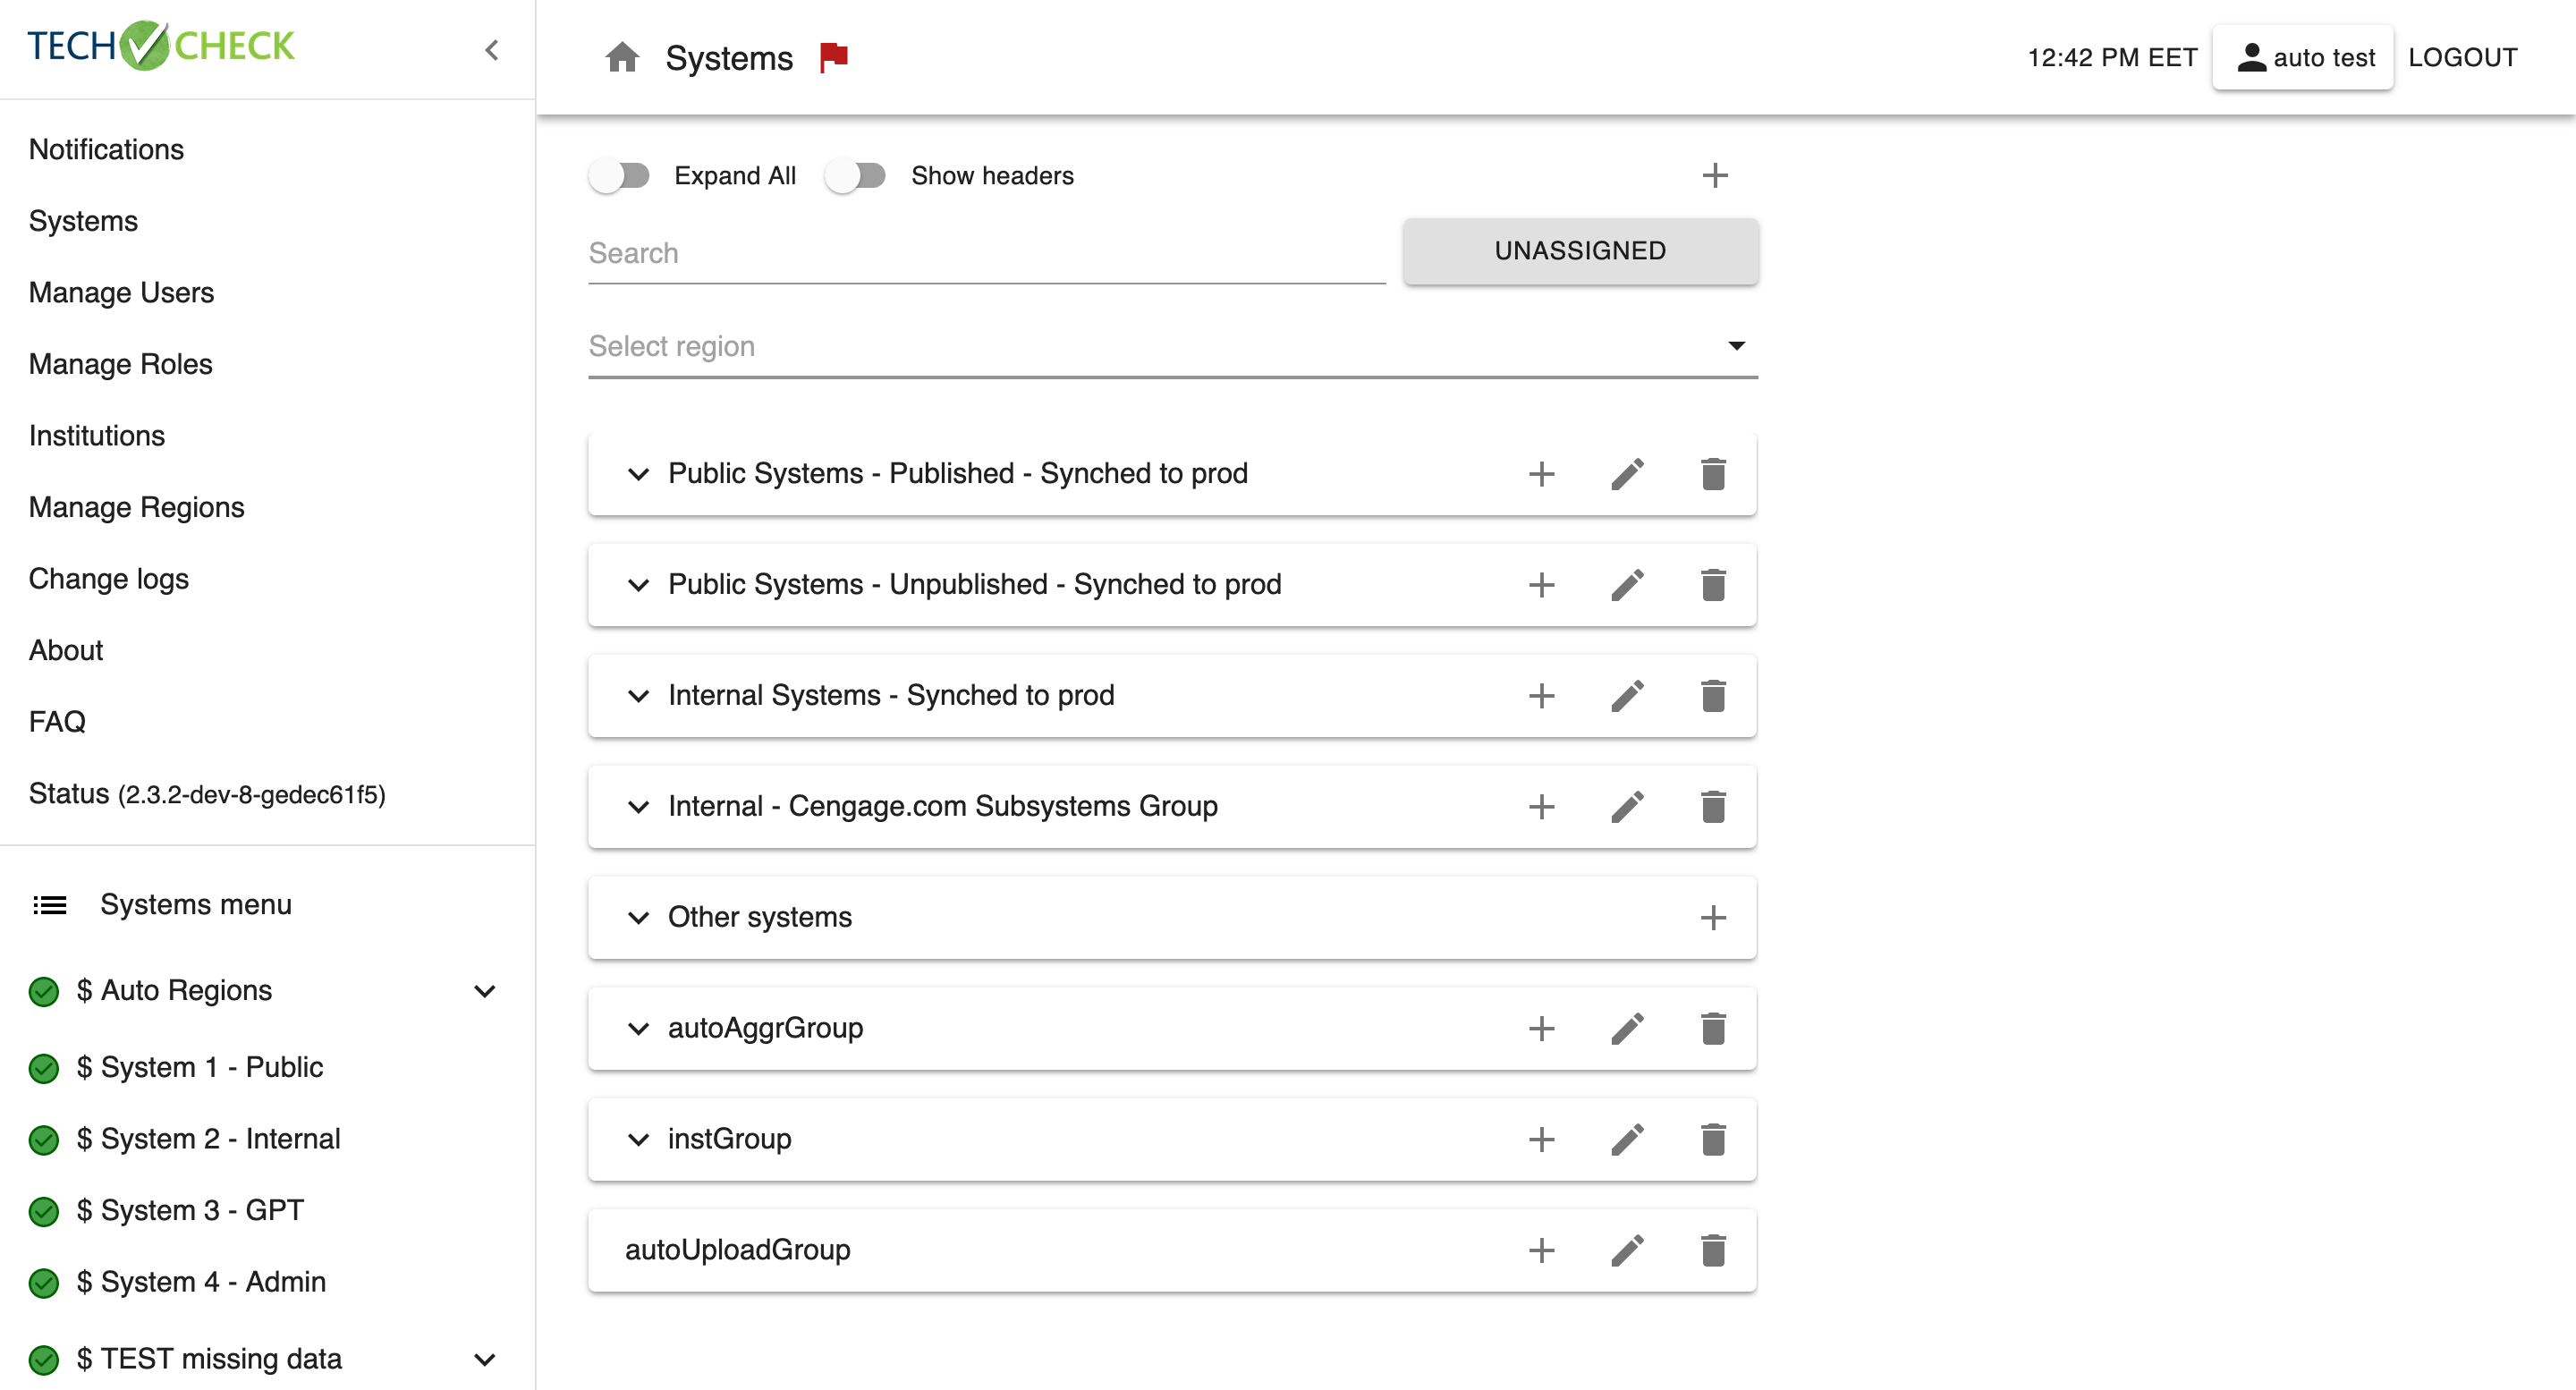 TECH CHECK
Systems
12:42 PM EET
auto test
LOGOUT
Notifications
Systems
Manage Users
Manage Roles
Institutions
Manage Regions
Change logs
About
FAQ
Status (2.3.2-dev-8-gedec61f5)
Systems menu
$ Auto Regions
$ System 1 - Public
$ System 2 - Internal
$ System 3 - GPT
$ System 4 - Admin
$ TEST missing data
Expand All
Show headers
Search
UNASSIGNED
Select region
Public Systems - Published - Synched to prod
Public Systems - Unpublished - Synched to prod
Internal Systems - Synched to prod
Internal - Cengage.com Subsystems Group
Other systems
autoAggrGroup
instGroup
autoUploadGroup